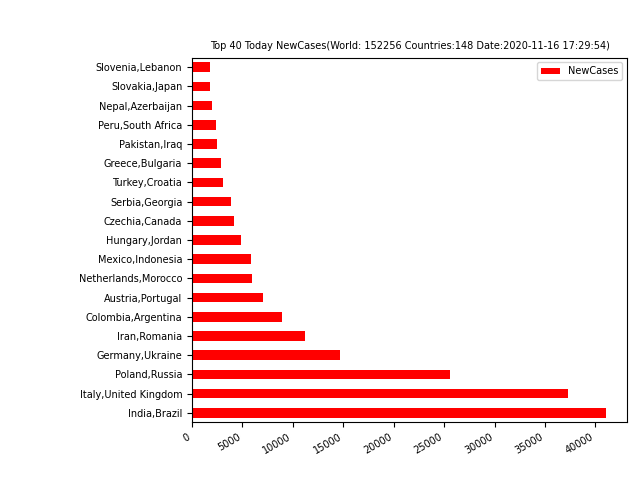 Top 40 Today NewCases(World: 152256 Countries:148 Date:2020-11-16 17:29:54)
NewCases
Slovenia,Lebanon
Slovakia,Japan
Nepal,Azerbaijan
Peru,South Africa
Pakistan,Iraq
Greece,Bulgaria
Turkey,Croatia
Serbia,Georgia
Czechia,Canada
Hungary,Jordan
Mexico,Indonesia
Netherlands,Morocco
Austria,Portugal
Colombia,Argentina
Iran,Romania
Germany,Ukraine
Poland,Russia
Italy,United Kingdom
India,Brazil
0 5000 10000 15000 20000 25000 30000 35000 40000